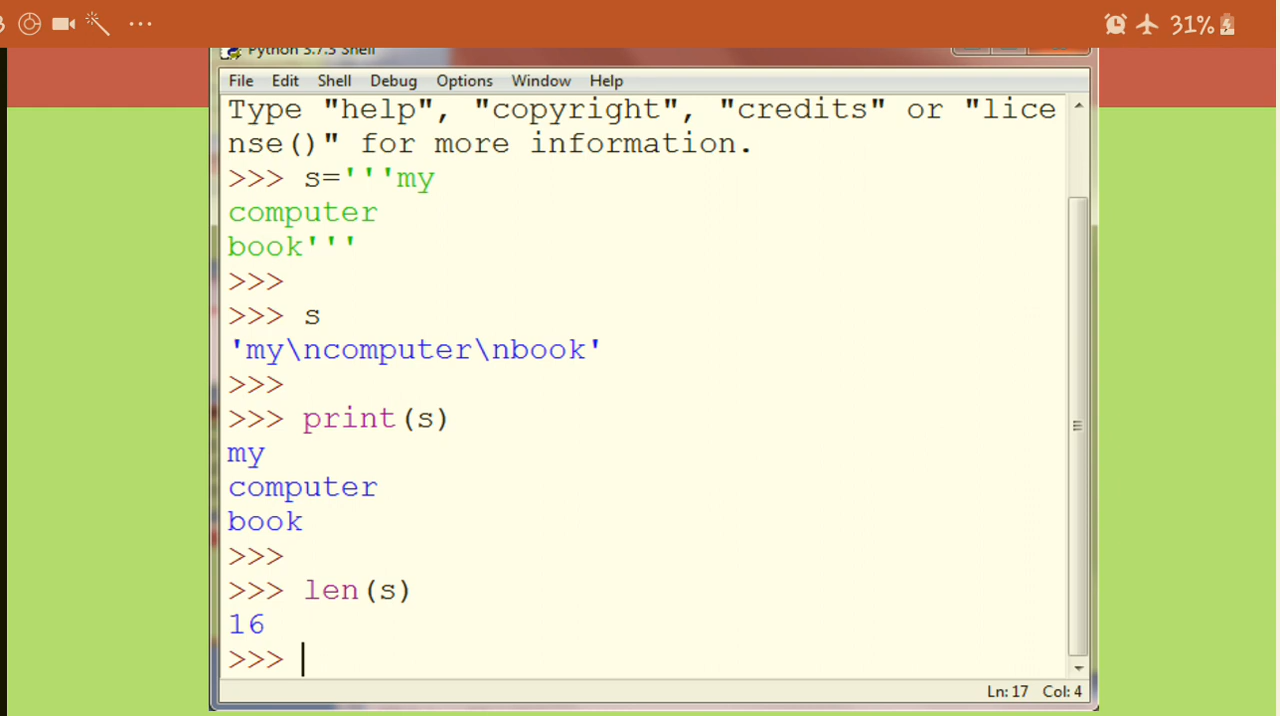 31%
Python 3.7.3 Shell
File Edit Shell Debug Options Window Help
Type "help", "copyright", "credits" or "lice
nse()" for more information.
>>> s='''my
computer
book'''
>>>
>>> s
'my\ncomputer\nbook'
>>>
>>> print(s)
my
computer
book
>>>
>>> len(s)
16
>>>
Ln: 17 Col: 4